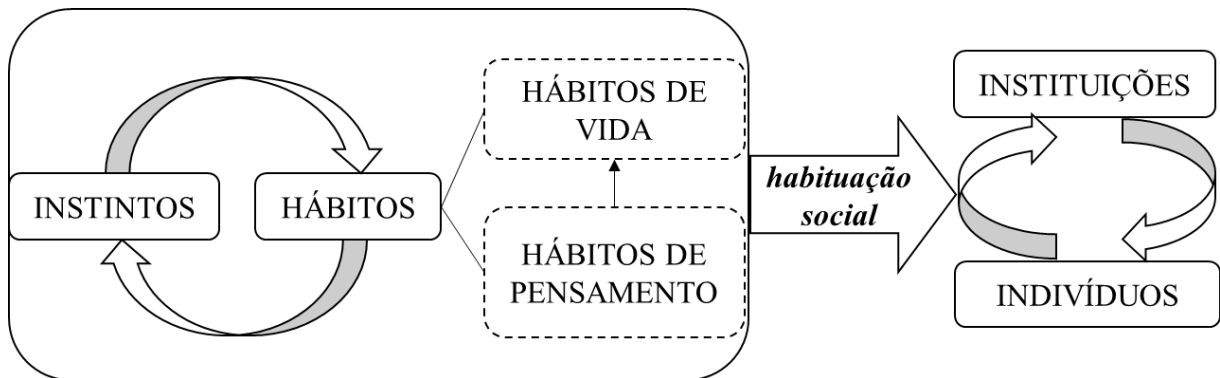 INSTINTOS
HÁBITOS
HÁBITOS DE
VIDA
HÁBITOS DE
PENSAMENTO
habituação
social
INSTITUIÇÕES
INDIVÍDUOS